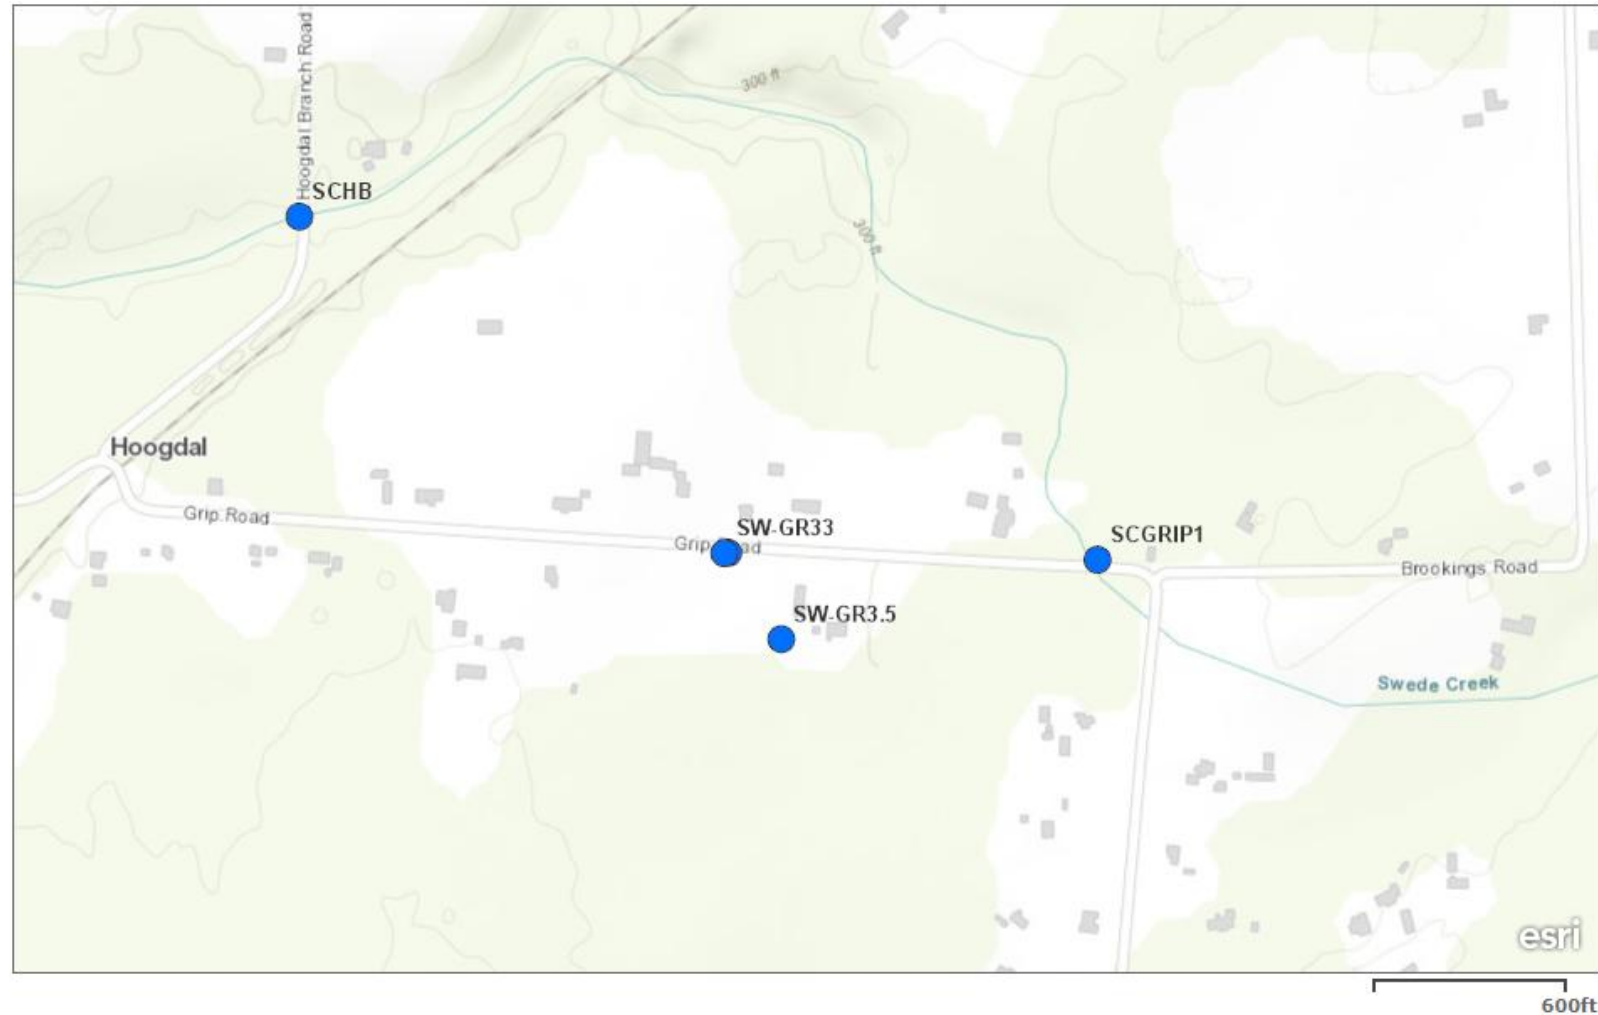 Hoogdal Branch Road
300 ft
SCHB
300 ft
Hoogdal
Grip Road
SW-GR33
Grip Road
SCGRIP1
Brookings Road
SW-GR3.5
Swede Creek
esri
600ft